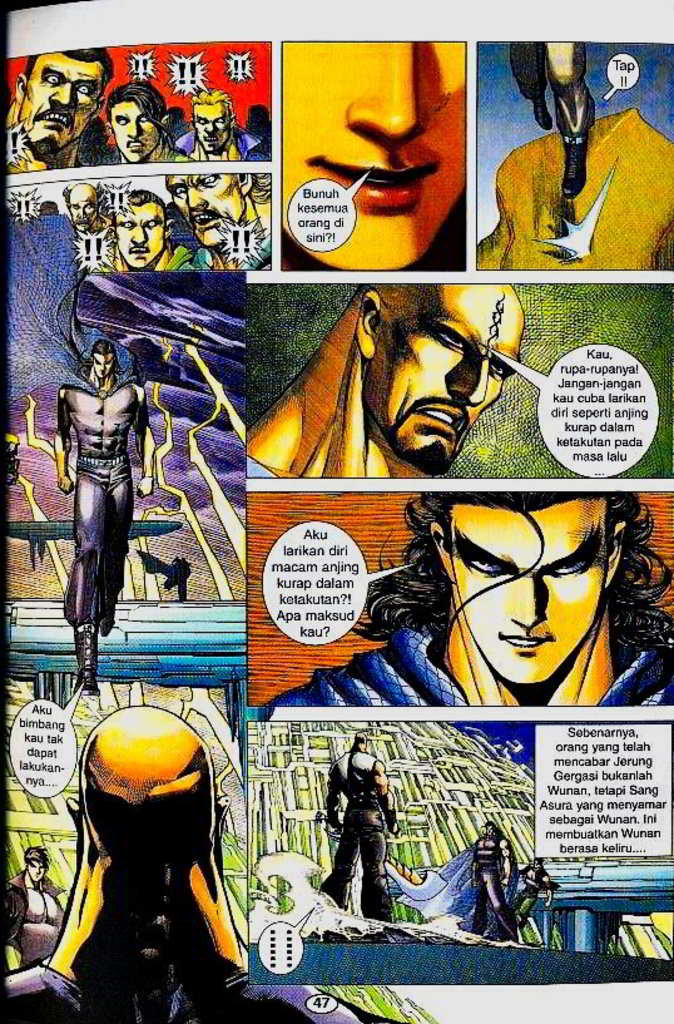 !!
!!
!!
!!
Bunuh
kesemua
orang di
sini?!
Tap
!!
!!
!!
!!
!!
Kau,
rupa-rupanya!
Jangan-jangan
kau cuba larikan
diri seperti anjing
kurap dalam
ketakutan pada
masa lalu
...
Aku
larikan diri
macam anjing
kurap dalam
ketakutan?!
Apa maksud
kau?
Aku
bimbang
kau tak
dapat
lakukan-
nya....
Sebenarnya,
orang yang telah
mencabar Jerung
Gergasi bukanlah
Wunan, tetapi Sang
Asura yang menyamar
sebagai Wunan. Ini
membuatkan Wunan
berasa keliru....
47